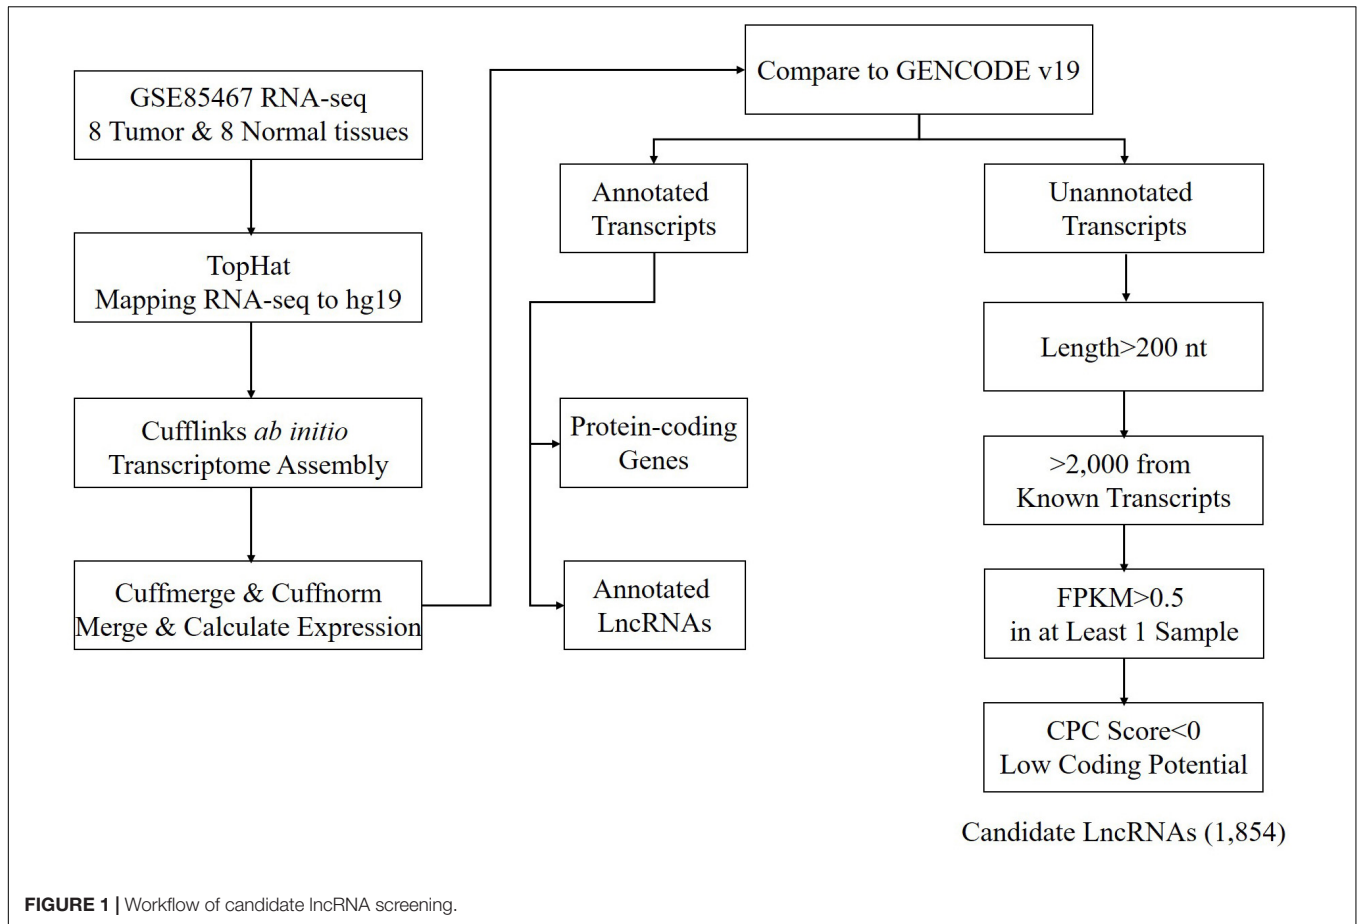 GSE85467 RNA-seq
8 Tumor & 8 Normal tissues
TopHat
Mapping RNA-seq to hg19
Cufflinks ab initio
Transcriptome Assembly
Cuffmerge & Cuffnorm
Merge & Calculate Expression
Compare to GENCODE v19
Annotated
Transcripts
Protein-coding
Genes
Annotated
LncRNAs
Unannotated
Transcripts
Length>200 nt
>2,000 from
Known Transcripts
FPKM>0.5
in at Least 1 Sample
CPC Score<0
Low Coding Potential
Candidate LncRNAs (1,854)
FIGURE 1 | Workflow of candidate lncRNA screening.